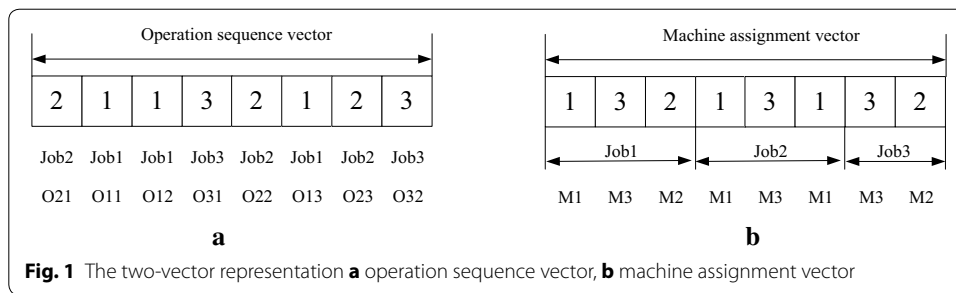 Operation sequence vector
2 1 1 3 2 1 2 3
Job2 Job1 Job1 Job3 Job2 Job1 Job2 Job3
O21 O11 O12 O31 O22 O13 O23 O32
a
Machine assignment vector
1 3 2 1 3 1 3 2
Job1 Job2 Job3
M1 M3 M2 M1 M3 M1 M3 M2
b
Fig. 1 The two-vector representation a operation sequence vector, b machine assignment vector